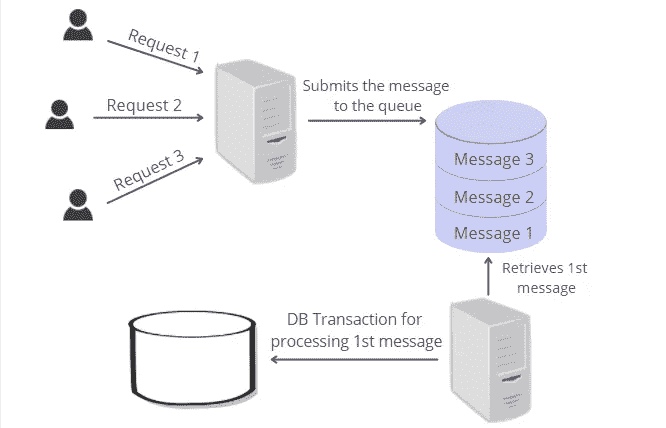 Request 1
Request 2
Request 3
Submits the message
to the queue
Message 3
Message 2
Message 1
Retrieves 1st
message
DB Transaction for
processing 1st message